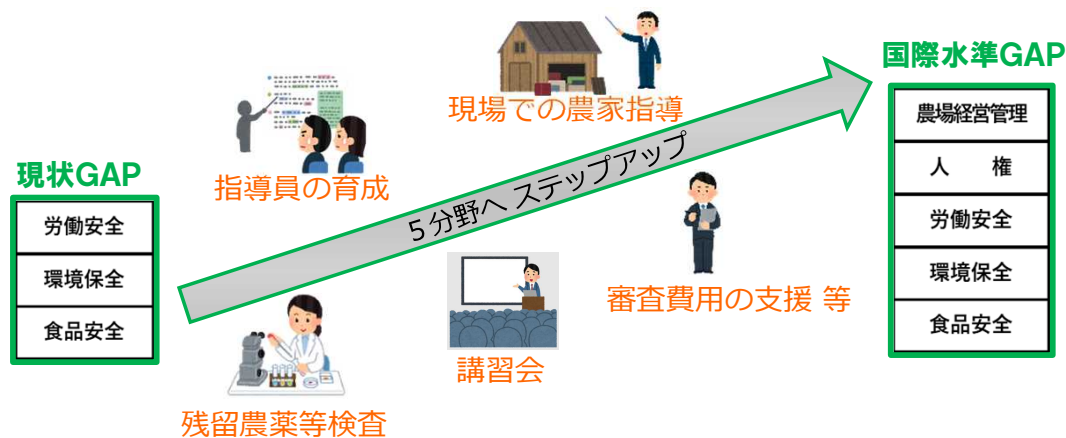 現状GAP
労働安全
環境保全
食品安全
指導員の育成
現場での農家指導
5分野へ ステップアップ
残留農薬等検査
講習会
審査費用の支援 等
国際水準GAP
農場経営管理
人　　権
労働安全
環境保全
食品安全